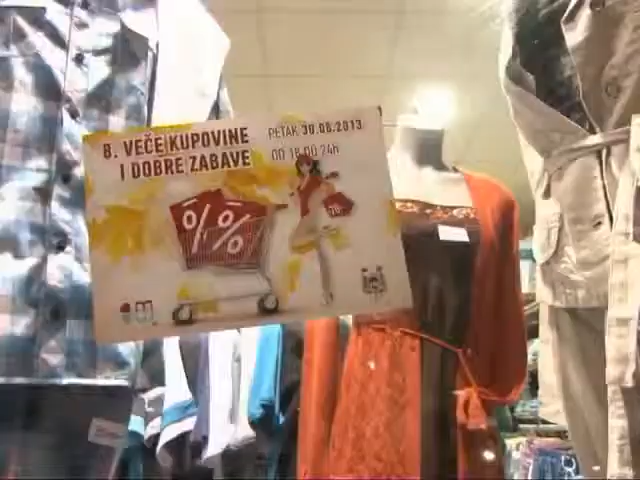 8. VEČE KUPOVINE
I DOBRE ZABAVE
PETAK 30.08.2013
OD 18.00 24h
% %